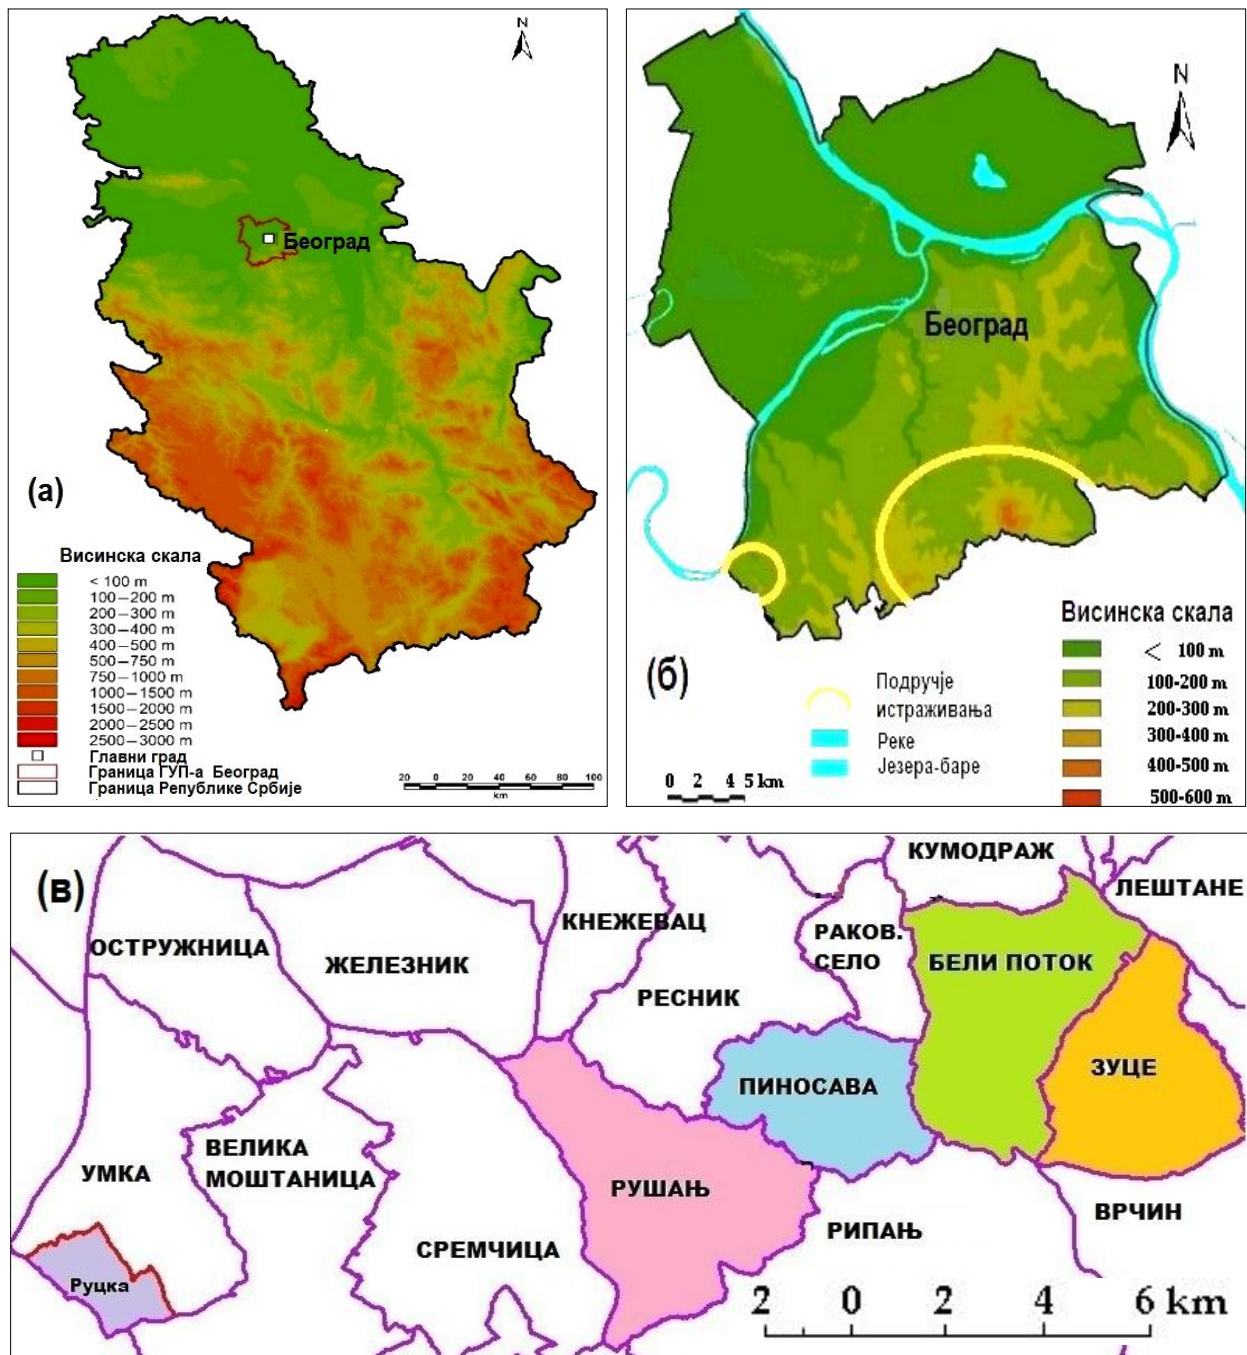 N
Београд
(а)
Висинска скала
< 100 m
100—200 m
200—300 m
300—400 m
400—500 m
500—750 m
750—1000 m
1000—1500 m
1500—2000 m
2000—2500 m
2500—3000 m
Главни град
Граница ГУП-а Београд
Граница Републике Србије
20 0 20 40 60 80 100
km
N
Београд
(б)
Подручје
истраживања
Реке
Језера-баре
0 2 4 5 km
Висинска скала
< 100 m
100-200 m
200-300 m
300-400 m
400-500 m
500-600 m
(в)
КУМОДРАЖ
ЛЕШТАНЕ
КНЕЖЕВАЦ
РАКОВ.
СЕЛО
ОСТРУЖНИЦА
ЖЕЛЕЗНИК
БЕЛИ ПОТОК
РЕСНИК
ЗУЦЕ
ПИНОСАВА
ВЕЛИКА
МОШТАНИЦА
УМКА
РУШАЊ
ВРЧИН
РИПАЊ
СРЕМЧИЦА
Руцка
2 0 2 4 6 km